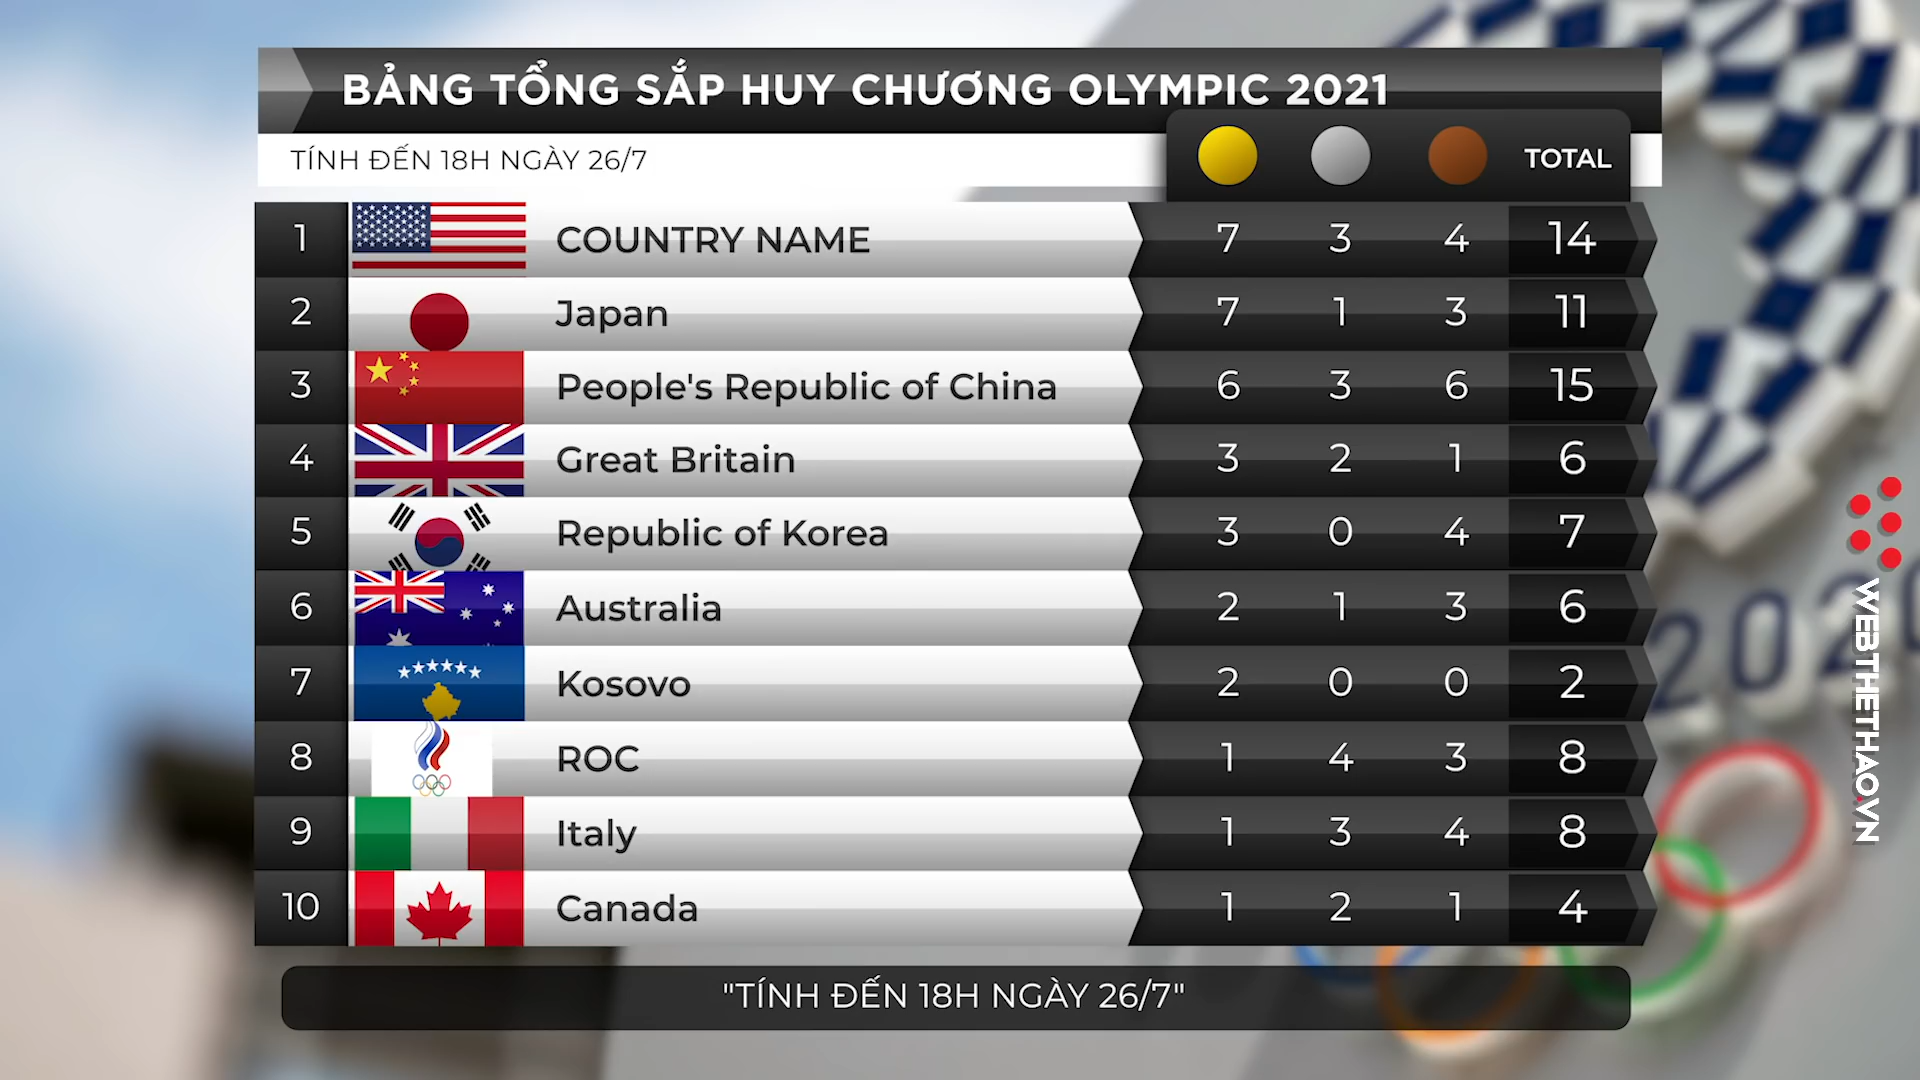 BẢNG TỔNG SẮP HUY CHƯƠNG OLYMPIC 2021
TÍNH ĐẾN 18H NGÀY 26/7
TOTAL
1 COUNTRY NAME 7 3 4 14
2 Japan 7 1 3 11
3 People's Republic of China 6 3 6 15
4 Great Britain 3 2 1 6
5 Republic of Korea 3 0 4 7
6 Australia 2 1 3 6
7 Kosovo 2 0 0 2
8 ROC 1 4 3 8
9 Italy 1 3 4 8
10 Canada 1 2 1 4
"TÍNH ĐẾN 18H NGÀY 26/7"
2020
WEBTHETHAO.VN